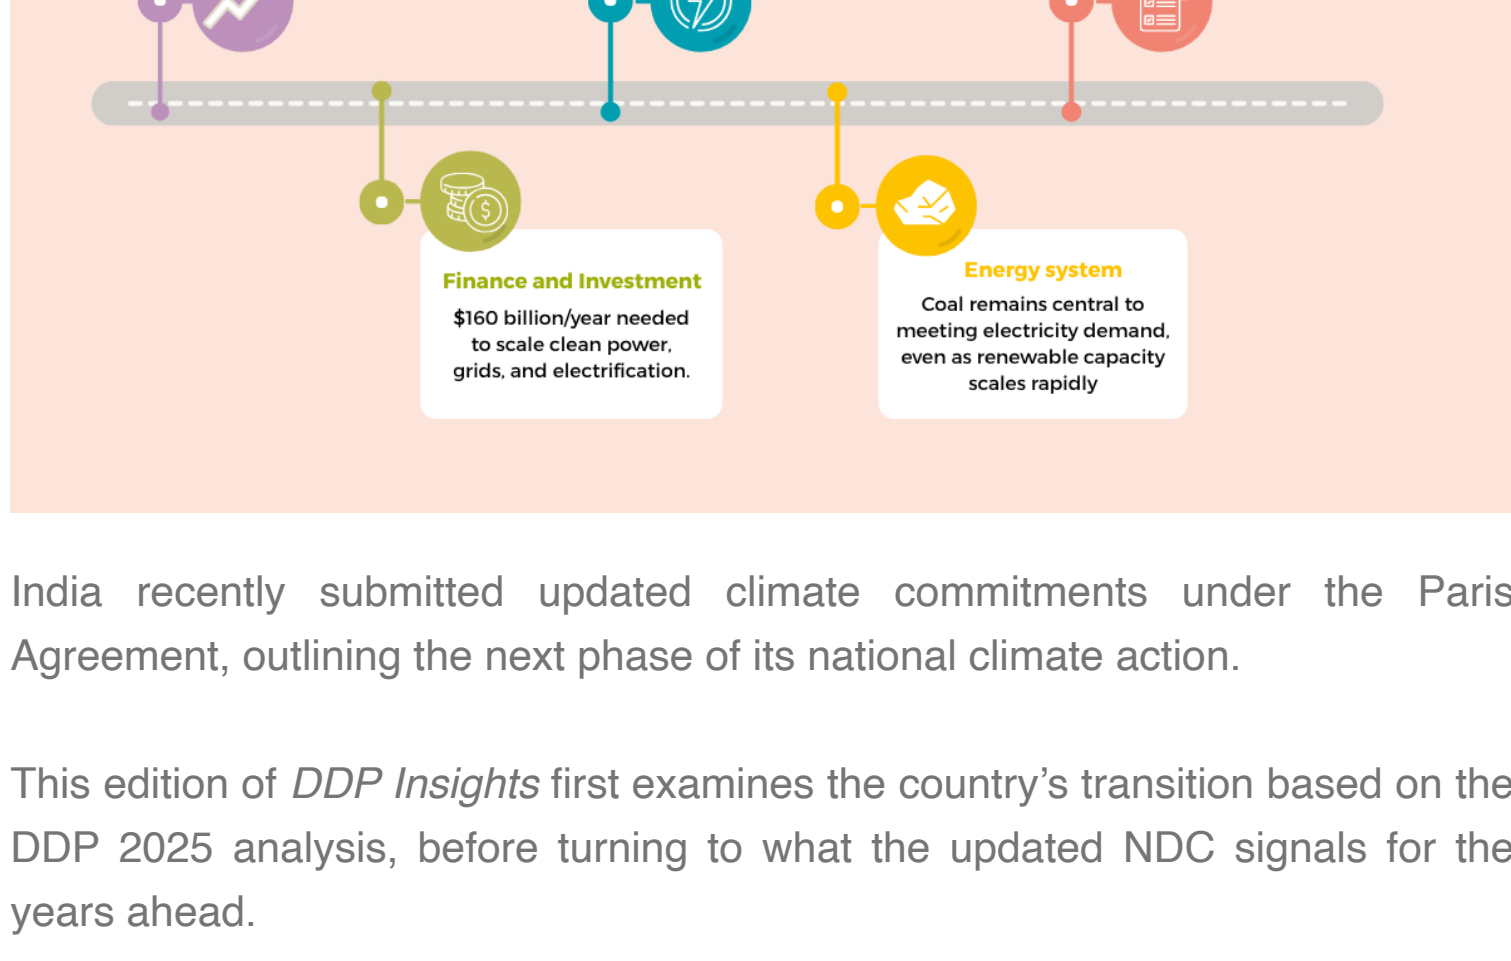 Finance and Investment
$160 billion/year needed
to scale clean power,
grids, and electrification.
Energy system
Coal remains central to
meeting electricity demand,
even as renewable capacity
scales rapidly
India recently submitted updated climate commitments under the Paris
Agreement, outlining the next phase of its national climate action.
This edition of DDP Insights first examines the country’s transition based on the
DDP 2025 analysis, before turning to what the updated NDC signals for the
years ahead.